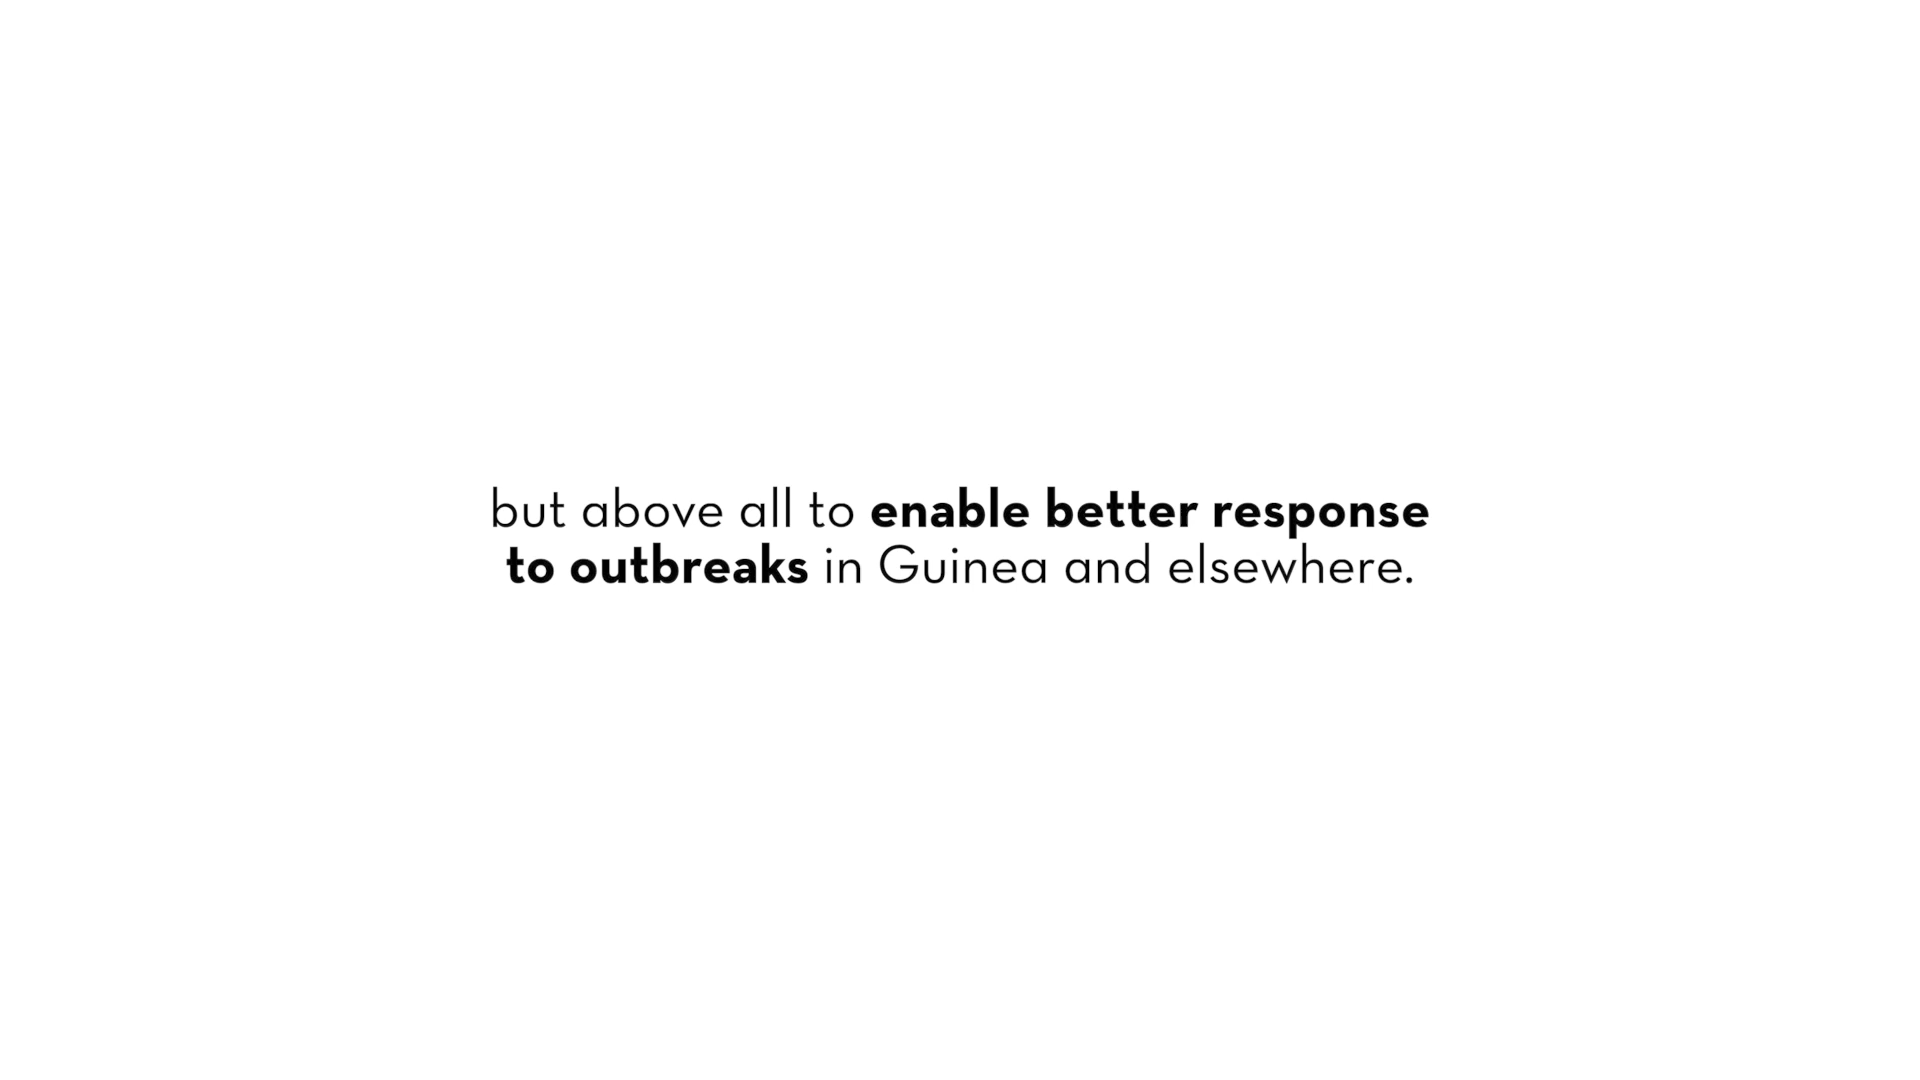 but above all to enable better response
to outbreaks in Guinea and elsewhere.